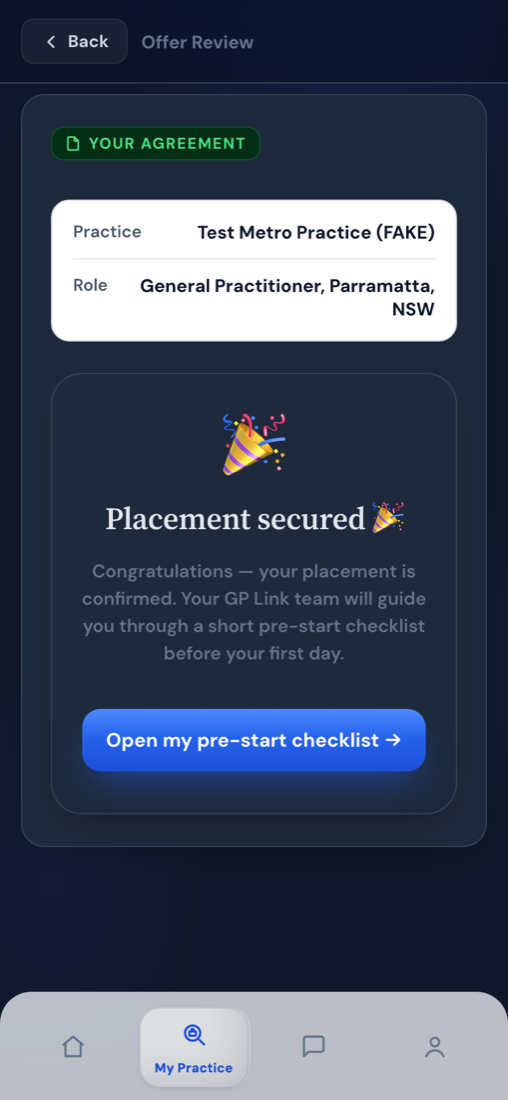 Back
Offer Review
YOUR AGREEMENT
Practice
Test Metro Practice (FAKE)
Role
General Practitioner, Parramatta,
NSW
Placement secured 🎉
Congratulations — your placement is
confirmed. Your GP Link team will guide
you through a short pre-start checklist
before your first day.
Open my pre-start checklist →
My Practice